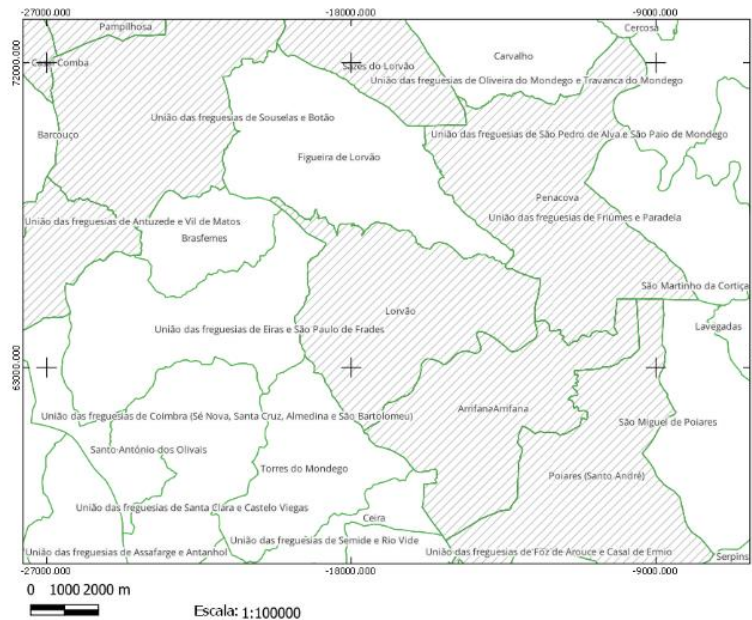 -27000.000
-18000.000
-9000.000
Pampilhosa
Cercosa
Carvalho
72000.000
72000.000
Casal Comba
Sazes do Lorvão
União das freguesias de Oliveira do Mondego e Travanca do Mondego
União das freguesias de Souselas e Botão
Barcouço
União das freguesias de São Pedro de Alva e São Paio de Mondego
Figueira de Lorvão
Penacova
União das freguesias de Friúmes e Paradela
União das freguesias de Antuzede e Vil de Matos
Brasfemes
São Martinho da Cortiça
Lorvão
União das freguesias de Eiras e São Paulo de Frades
Lavegadas
63000.000
63000.000
ArrifanaArrifana
União das freguesias de Coimbra (Sé Nova, Santa Cruz, Almedina e São Bartolomeu)
São Miguel de Poiares
Santo António dos Olivais
Torres do Mondego
Poiares (Santo André)
União das freguesias de Santa Clara e Castelo Viegas
Ceira
União das freguesias de Semide e Rio Vide
União das freguesias de Assafarge e Antanhol
União das freguesias de Foz de Arouce e Casal de Ermio
Serpins
-27000.000
-18000.000
-9000.000
0 1000 2000 m
Escala: 1:100000